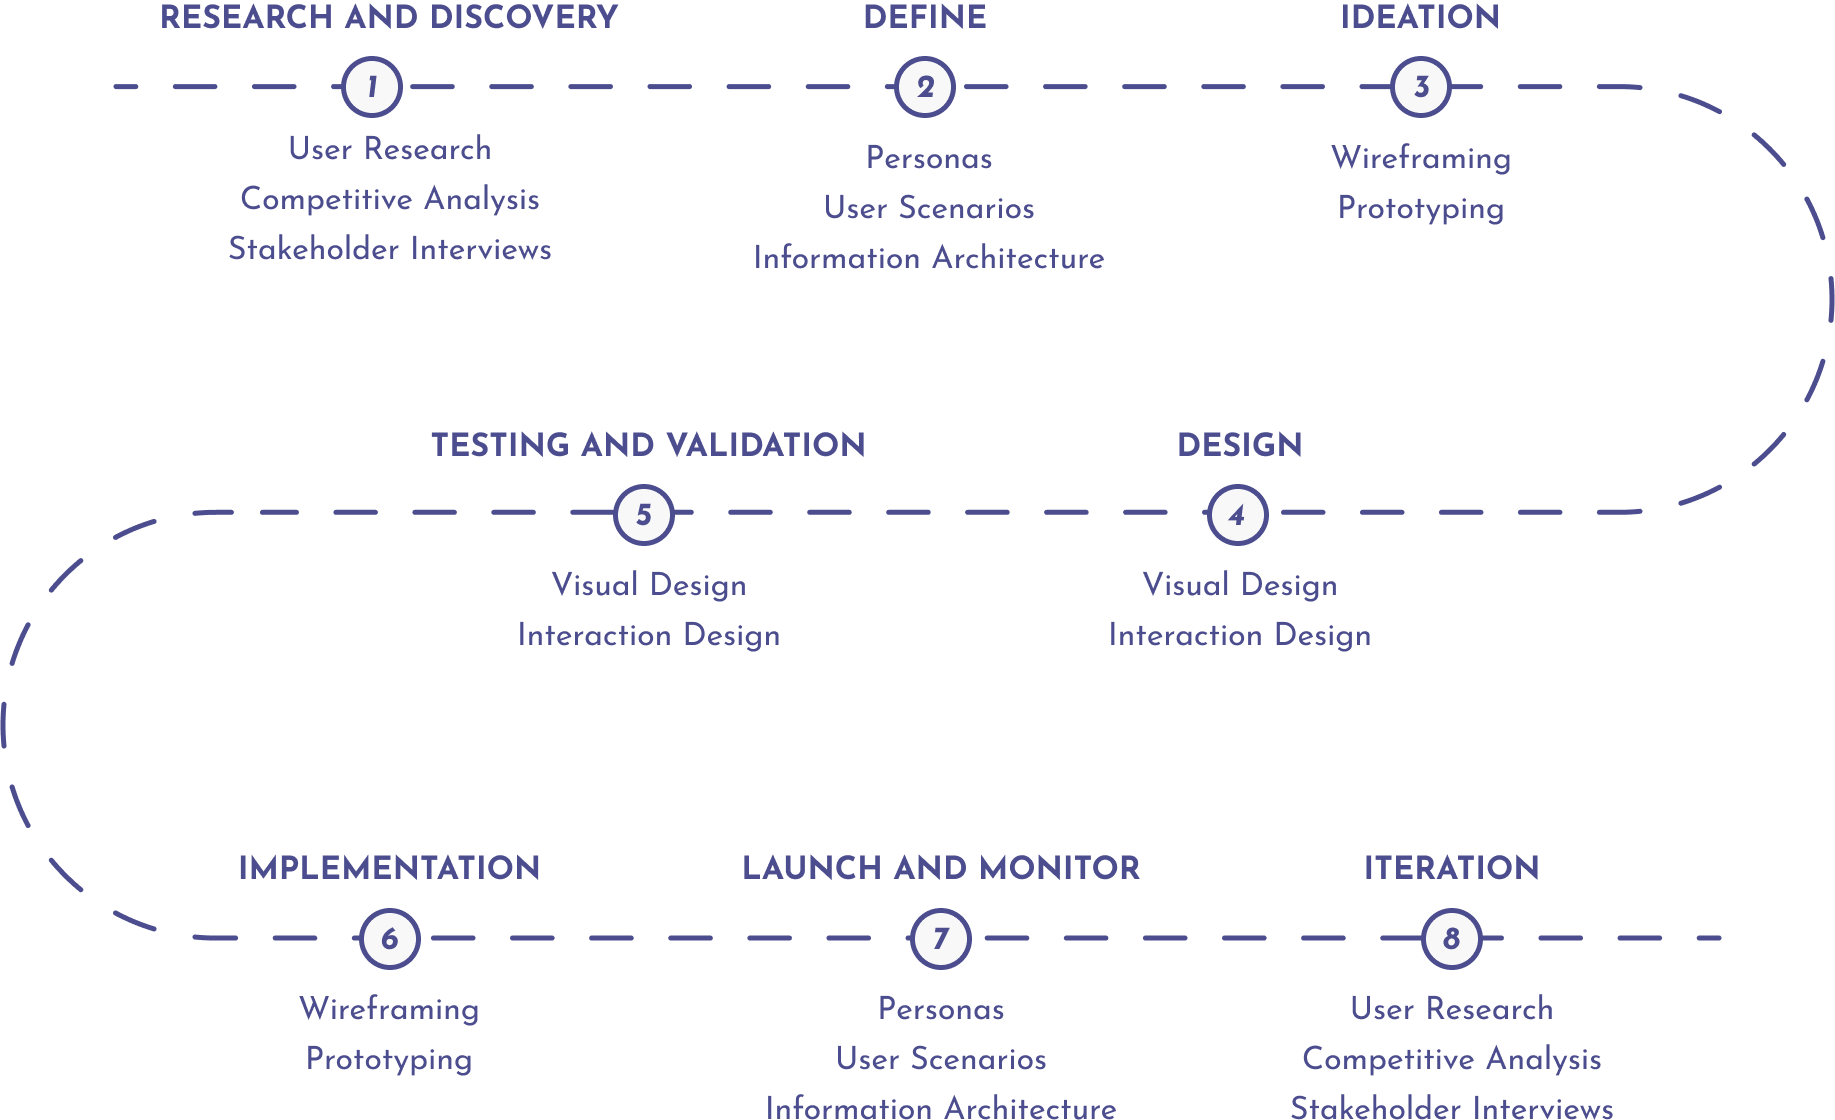 RESEARCH AND DISCOVERY
1
User Research
Competitive Analysis
Stakeholder Interviews
DEFINE
2
Personas
User Scenarios
Information Architecture
IDEATION
3
Wireframing
Prototyping
DESIGN
4
Visual Design
Interaction Design
TESTING AND VALIDATION
5
Visual Design
Interaction Design
IMPLEMENTATION
6
Wireframing
Prototyping
LAUNCH AND MONITOR
7
Personas
User Scenarios
Information Architecture
ITERATION
8
User Research
Competitive Analysis
Stakeholder Interviews